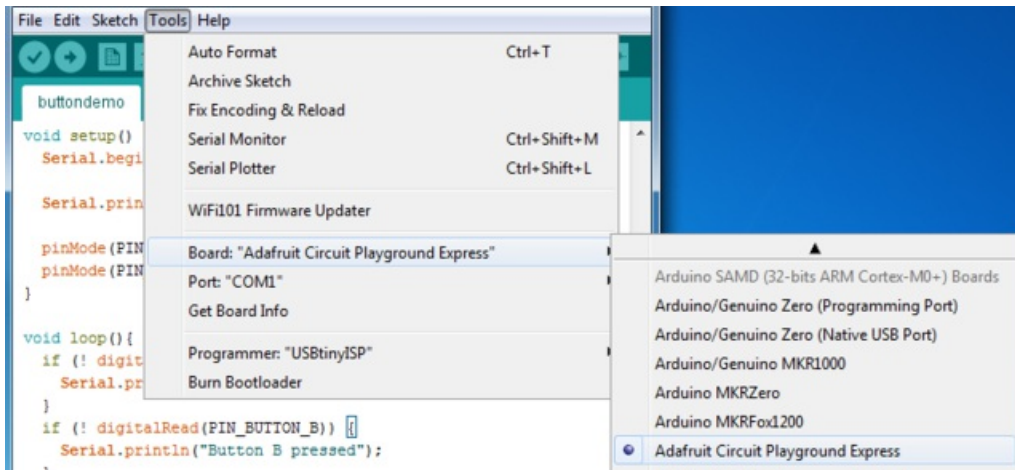 File Edit Sketch Tools Help
Auto Format Ctrl+T
Archive Sketch
Fix Encoding & Reload
Serial Monitor Ctrl+Shift+M
Serial Plotter Ctrl+Shift+L
WiFi101 Firmware Updater
Board: "Adafruit Circuit Playground Express"
Port: "COM1"
Get Board Info
Programmer: "USBtinyISP"
Burn Bootloader
Arduino SAMD (32-bits ARM Cortex-M0+) Boards
Arduino/Genuino Zero (Programming Port)
Arduino/Genuino Zero (Native USB Port)
Arduino/Genuino MKR1000
Arduino MKRZero
Arduino MKRFox1200
Adafruit Circuit Playground Express
buttondemo
void setup()
Serial.begi
Serial.prin
pinMode(PIN
pinMode(PIN
}
void loop(){
if (! digit
Serial.pr
}
if (! digitalRead(PIN_BUTTON_B)) {
Serial.println("Button B pressed");